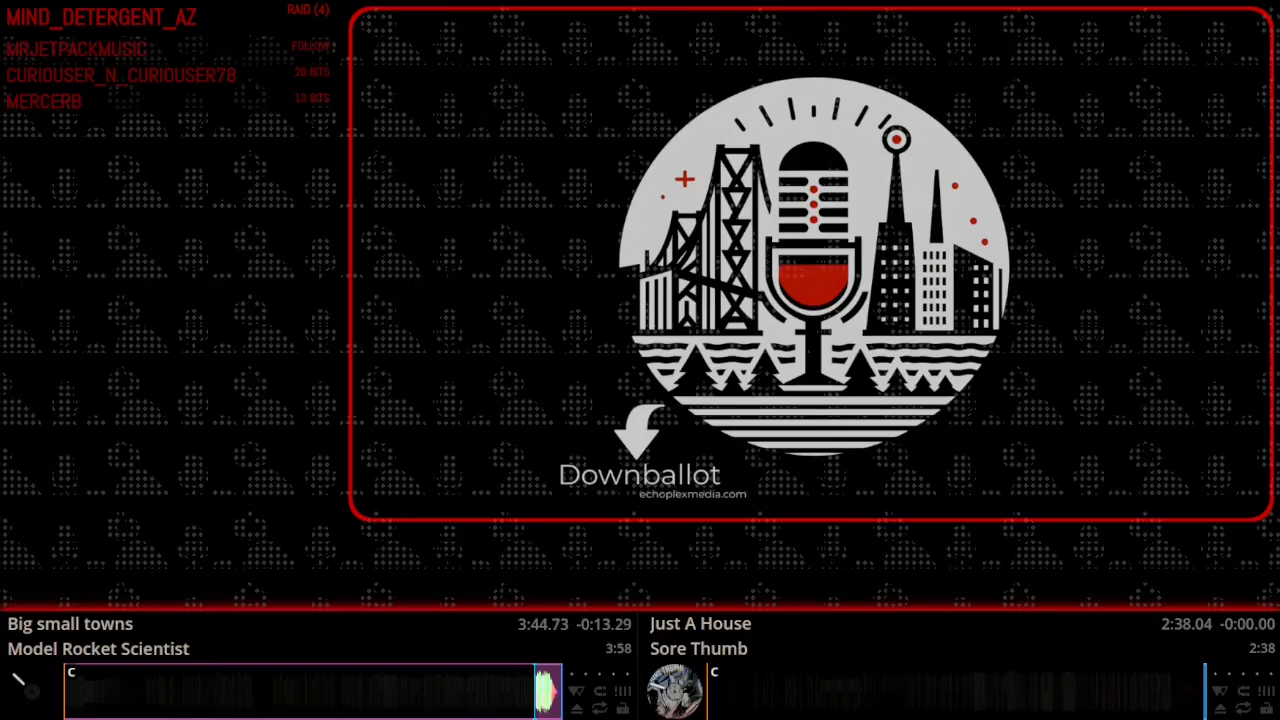 MIND_DETERGENT_AZ RAID (4)
MRJETPACKMUSIC FOLLOW
CURIOUSER_N_CURIOUSER78 20 BITS
MERCERB 13 BITS
Downballot
echoplexmedia.com
Big small towns 3:44.73 -0:13.29
Model Rocket Scientist 3:58
C
Just A House 2:38.04 -0:00.00
Sore Thumb 2:38
C